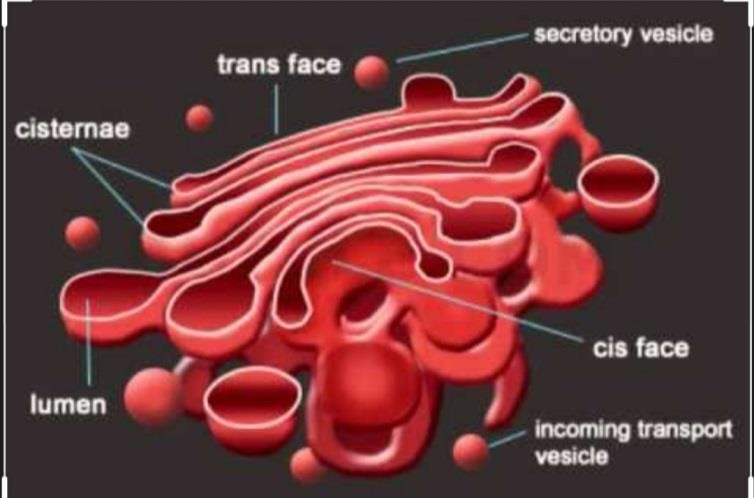 secretory vesicle
trans face
cisternae
cis face
lumen
incoming transport
vesicle